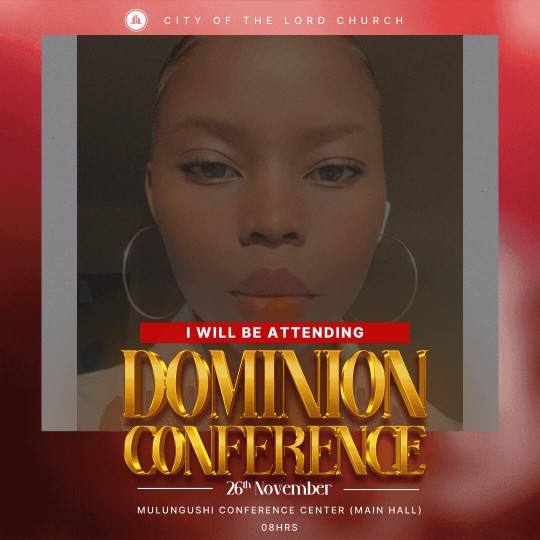 CITY OF THE LORD CHURCH
I WILL BE ATTENDING
DOMINION
CONFERENCE
26th November
MULUNGUSHI CONFERENCE CENTER (MAIN HALL)
08HRS